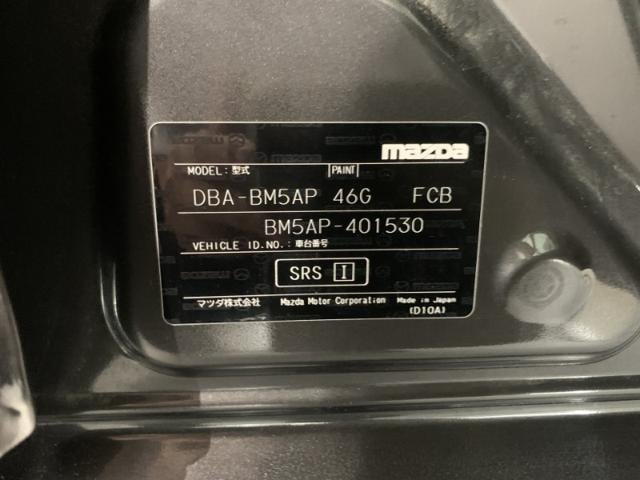 mazda
MODEL:型式 PAINT
DBA-BM5AP 46G FCB
BM5AP-401530
VEHICLE ID.NO.:車台番号
SRS I
マツダ株式会社 Mazda Motor Corporation Made in Japan
(D10A)